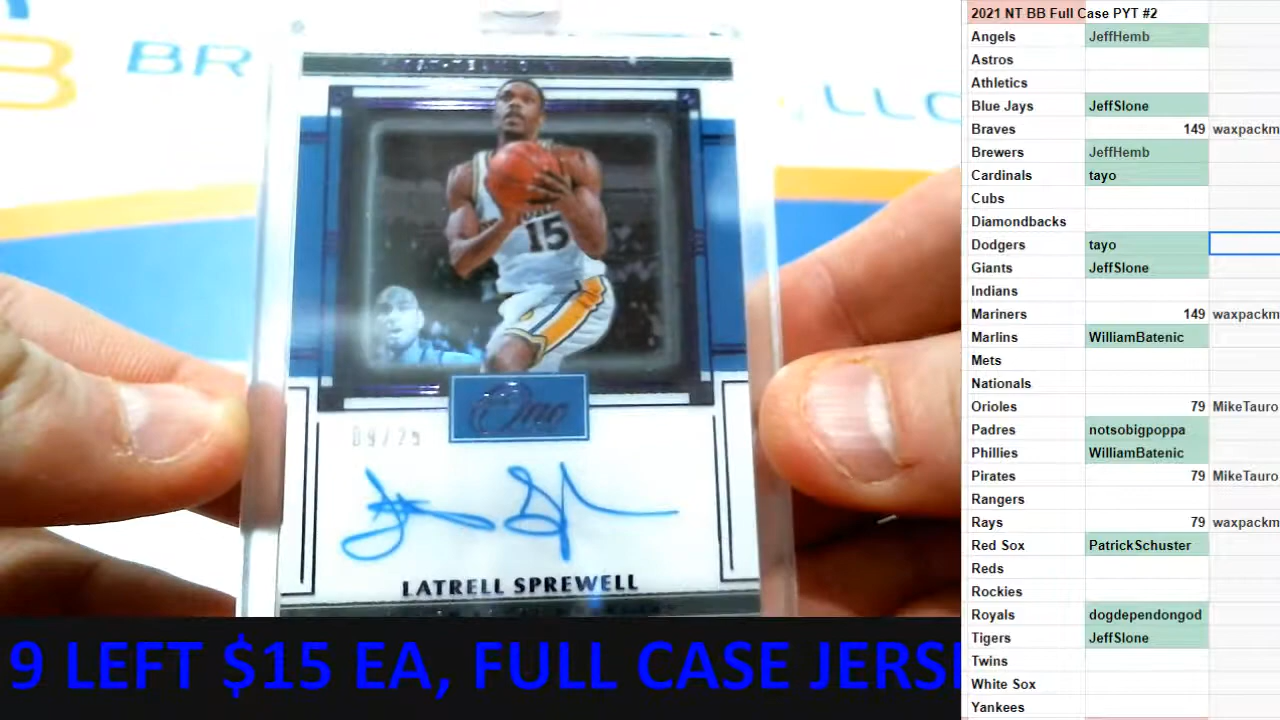 BR
LLC
15
One
09/25
LATRELL SPREWELL
9 LEFT $15 EA, FULL CASE JERS
2021 NT BB Full Case PYT #2
Angels JeffHemb
Astros
Athletics
Blue Jays JeffSlone
Braves 149 waxpackm
Brewers JeffHemb
Cardinals tayo
Cubs
Diamondbacks
Dodgers tayo
Giants JeffSlone
Indians
Mariners 149 waxpackm
Marlins WilliamBatenic
Mets
Nationals
Orioles 79 MikeTauro
Padres notsobigpoppa
Phillies WilliamBatenic
Pirates 79 MikeTauro
Rangers
Rays 79 waxpackm
Red Sox PatrickSchuster
Reds
Rockies
Royals dogdependongod
Tigers JeffSlone
Twins
White Sox
Yankees